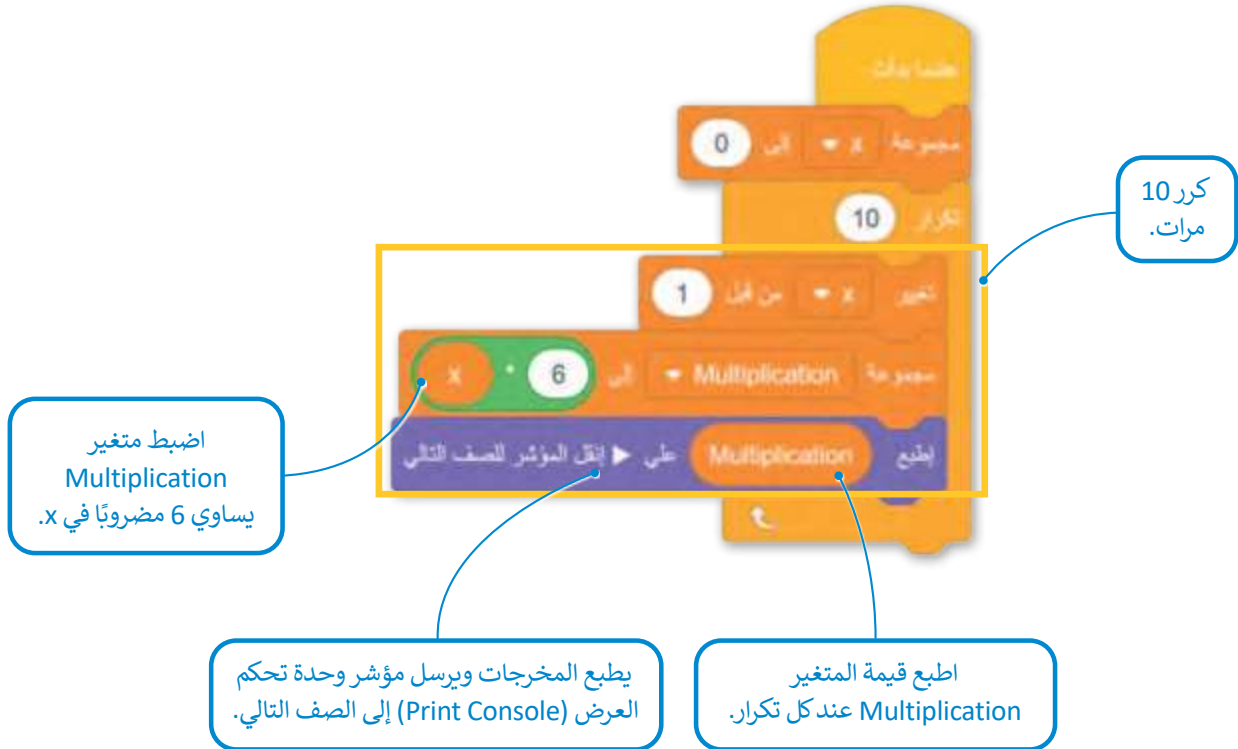 عندما بدأت
مجموعة x إلى 0
تكرار 10
كرر 10
مرات.
تغيير x من قبل 1
مجموعة Multiplication إلى 6 * x
اضبط متغير
Multiplication
يساوي 6 مضروبًا في x.
إطبع Multiplication علي ◀ إنقل المؤشر للصف التالي
يطبع المخرجات ويرسل مؤشر وحدة تحكم
العرض (Print Console) إلى الصف التالي.
اطبع قيمة المتغير
Multiplication عند كل تكرار.